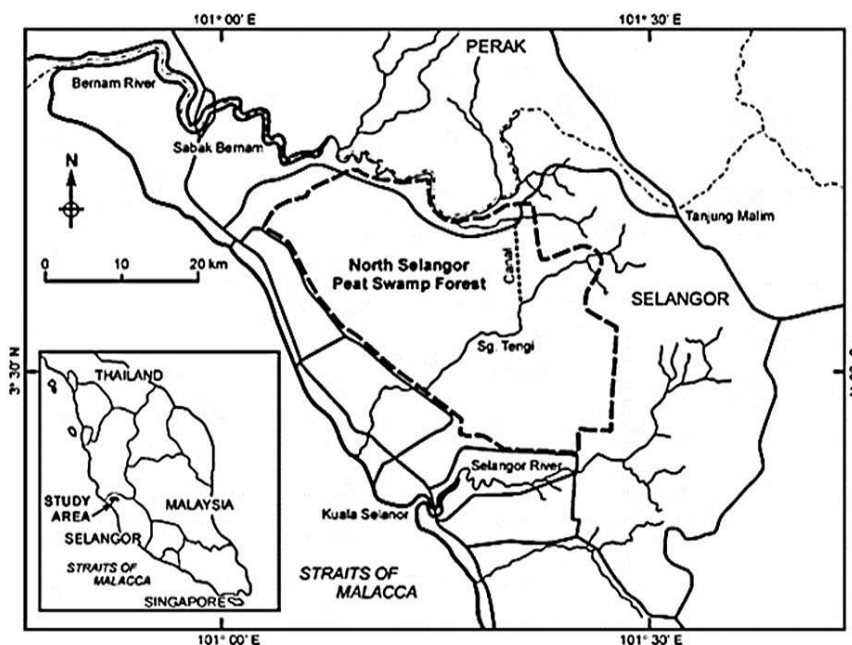 101° 00' E
101° 30' E
PERAK
Bernam River
Sabak Bernam
N
Tanjung Malim
0 10 20 km
North Selangor
Peat Swamp Forest
Canal
SELANGOR
Sg. Tengi
3° 30' N
THAILAND
STUDY
AREA
MALAYSIA
SELANGOR
STRAITS OF
MALACCA
SINGAPORE
Selangor River
Kuala Selanor
STRAITS OF
MALACCA
101° 00' E
101° 30' E